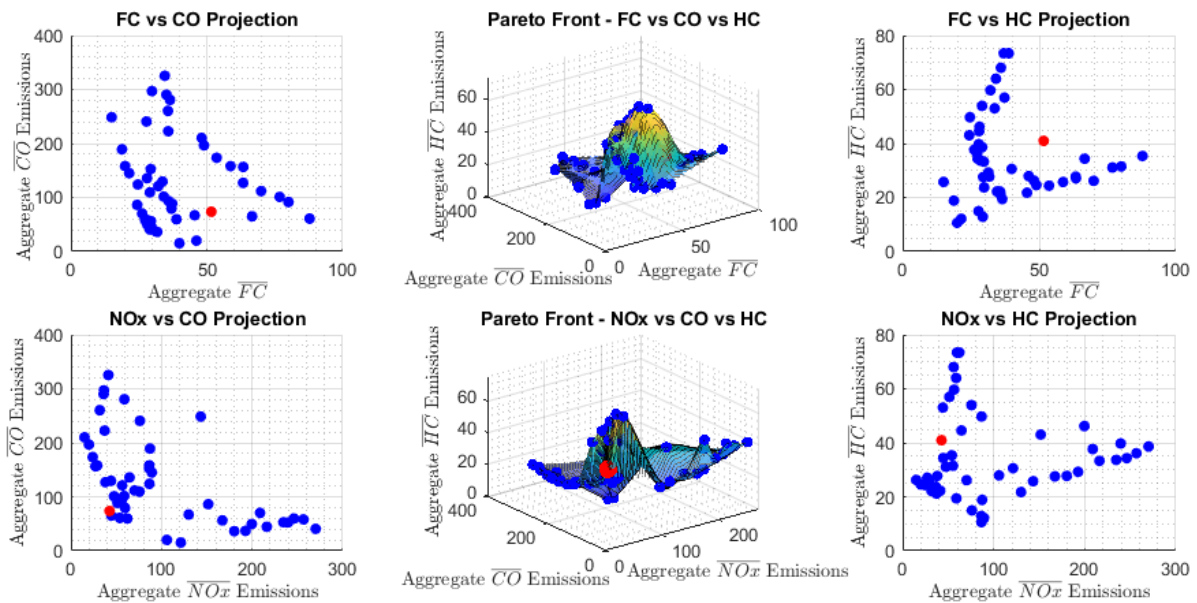 FC vs CO Projection
400
300
200
100
0
0
50
100
Aggregate CO Emissions
Aggregate FC
Pareto Front - FC vs CO vs HC
60
40
20
0
400
200
0
0
50
100
Aggregate HC Emissions
Aggregate CO Emissions
Aggregate FC
FC vs HC Projection
80
60
40
20
0
0
50
100
Aggregate HC Emissions
Aggregate FC
NOx vs CO Projection
400
300
200
100
0
0
100
200
300
Aggregate CO Emissions
Aggregate NOx Emissions
Pareto Front - NOx vs CO vs HC
60
40
20
0
400
200
0
0
100
200
Aggregate HC Emissions
Aggregate CO Emissions
Aggregate NOx Emissions
NOx vs HC Projection
80
60
40
20
0
0
100
200
300
Aggregate HC Emissions
Aggregate NOx Emissions